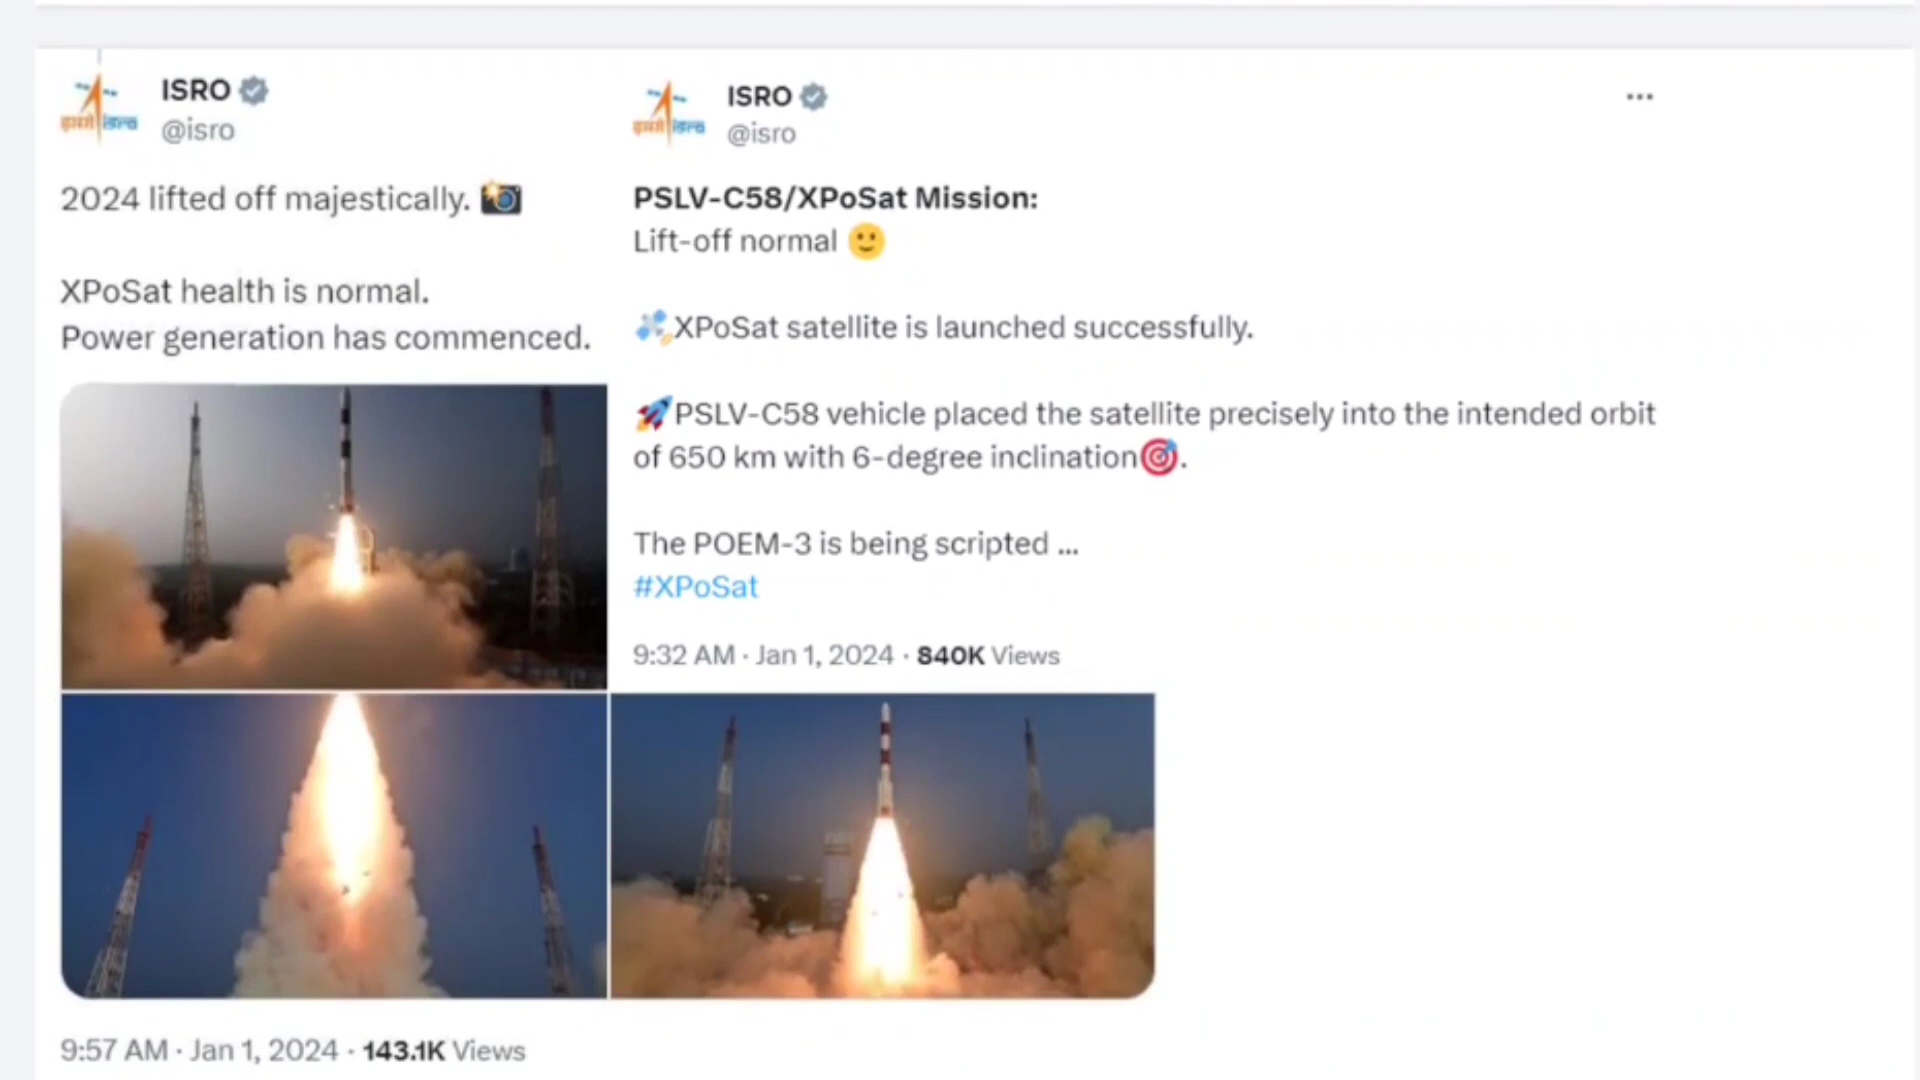 ISRO
@isro
2024 lifted off majestically. 📸
XPoSat health is normal.
Power generation has commenced.
9:57 AM · Jan 1, 2024 · 143.1K Views
इसरो isro
ISRO
@isro
PSLV-C58/XPoSat Mission:
Lift-off normal 🙂
🛰️XPoSat satellite is launched successfully.
🚀PSLV-C58 vehicle placed the satellite precisely into the intended orbit
of 650 km with 6-degree inclination🎯.
The POEM-3 is being scripted ...
#XPoSat
9:32 AM · Jan 1, 2024 · 840K Views